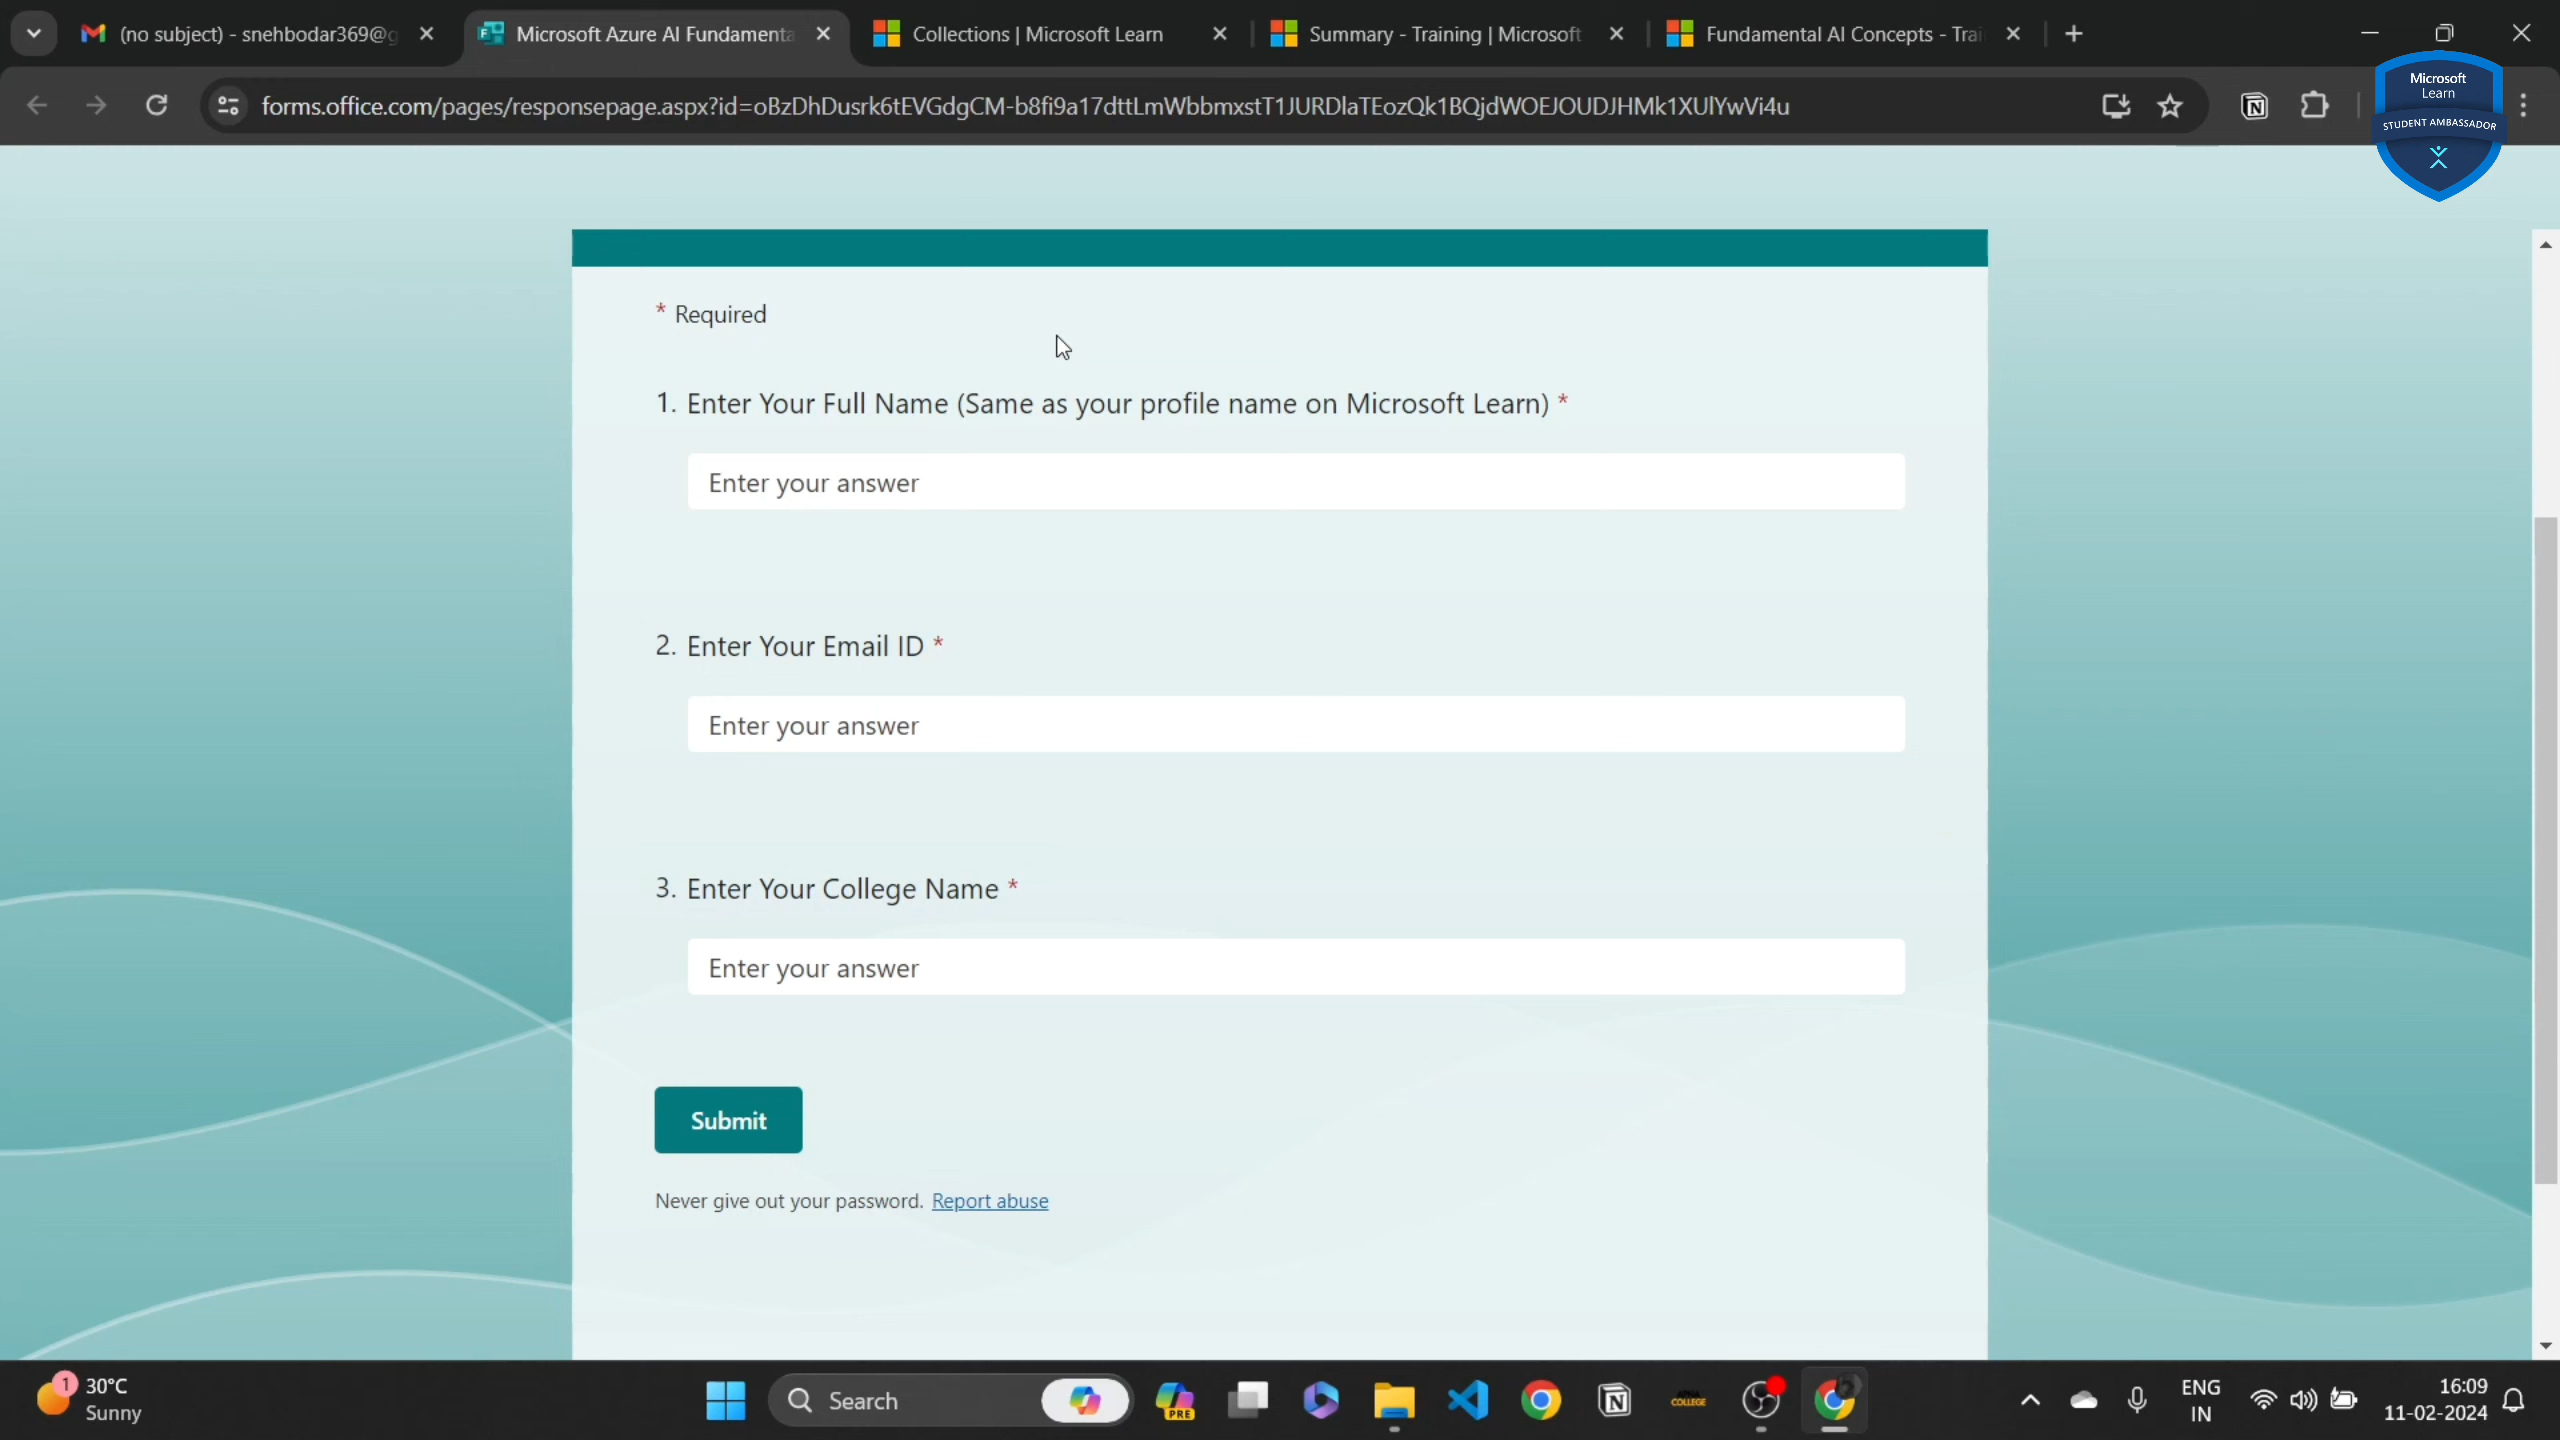 (no subject) - snehbodar369@g
Microsoft Azure AI Fundamenta
Collections | Microsoft Learn
Summary - Training | Microsoft
Fundamental AI Concepts - Trai
forms.office.com/pages/responsepage.aspx?id=oBzDhDusrk6tEVGdgCM-b8fi9a17dttLmWbbmxstT1JURDlaTEozQk1BQjdWOEJOUDJHMk1XUlYwVi4u
Microsoft
Learn
STUDENT AMBASSADOR
* Required
1. Enter Your Full Name (Same as your profile name on Microsoft Learn) *
Enter your answer
2. Enter Your Email ID *
Enter your answer
3. Enter Your College Name *
Enter your answer
Submit
Never give out your password. Report abuse
1
30°C
Sunny
Search
PRE
COLLEGE
ENG
IN
16:09
11-02-2024